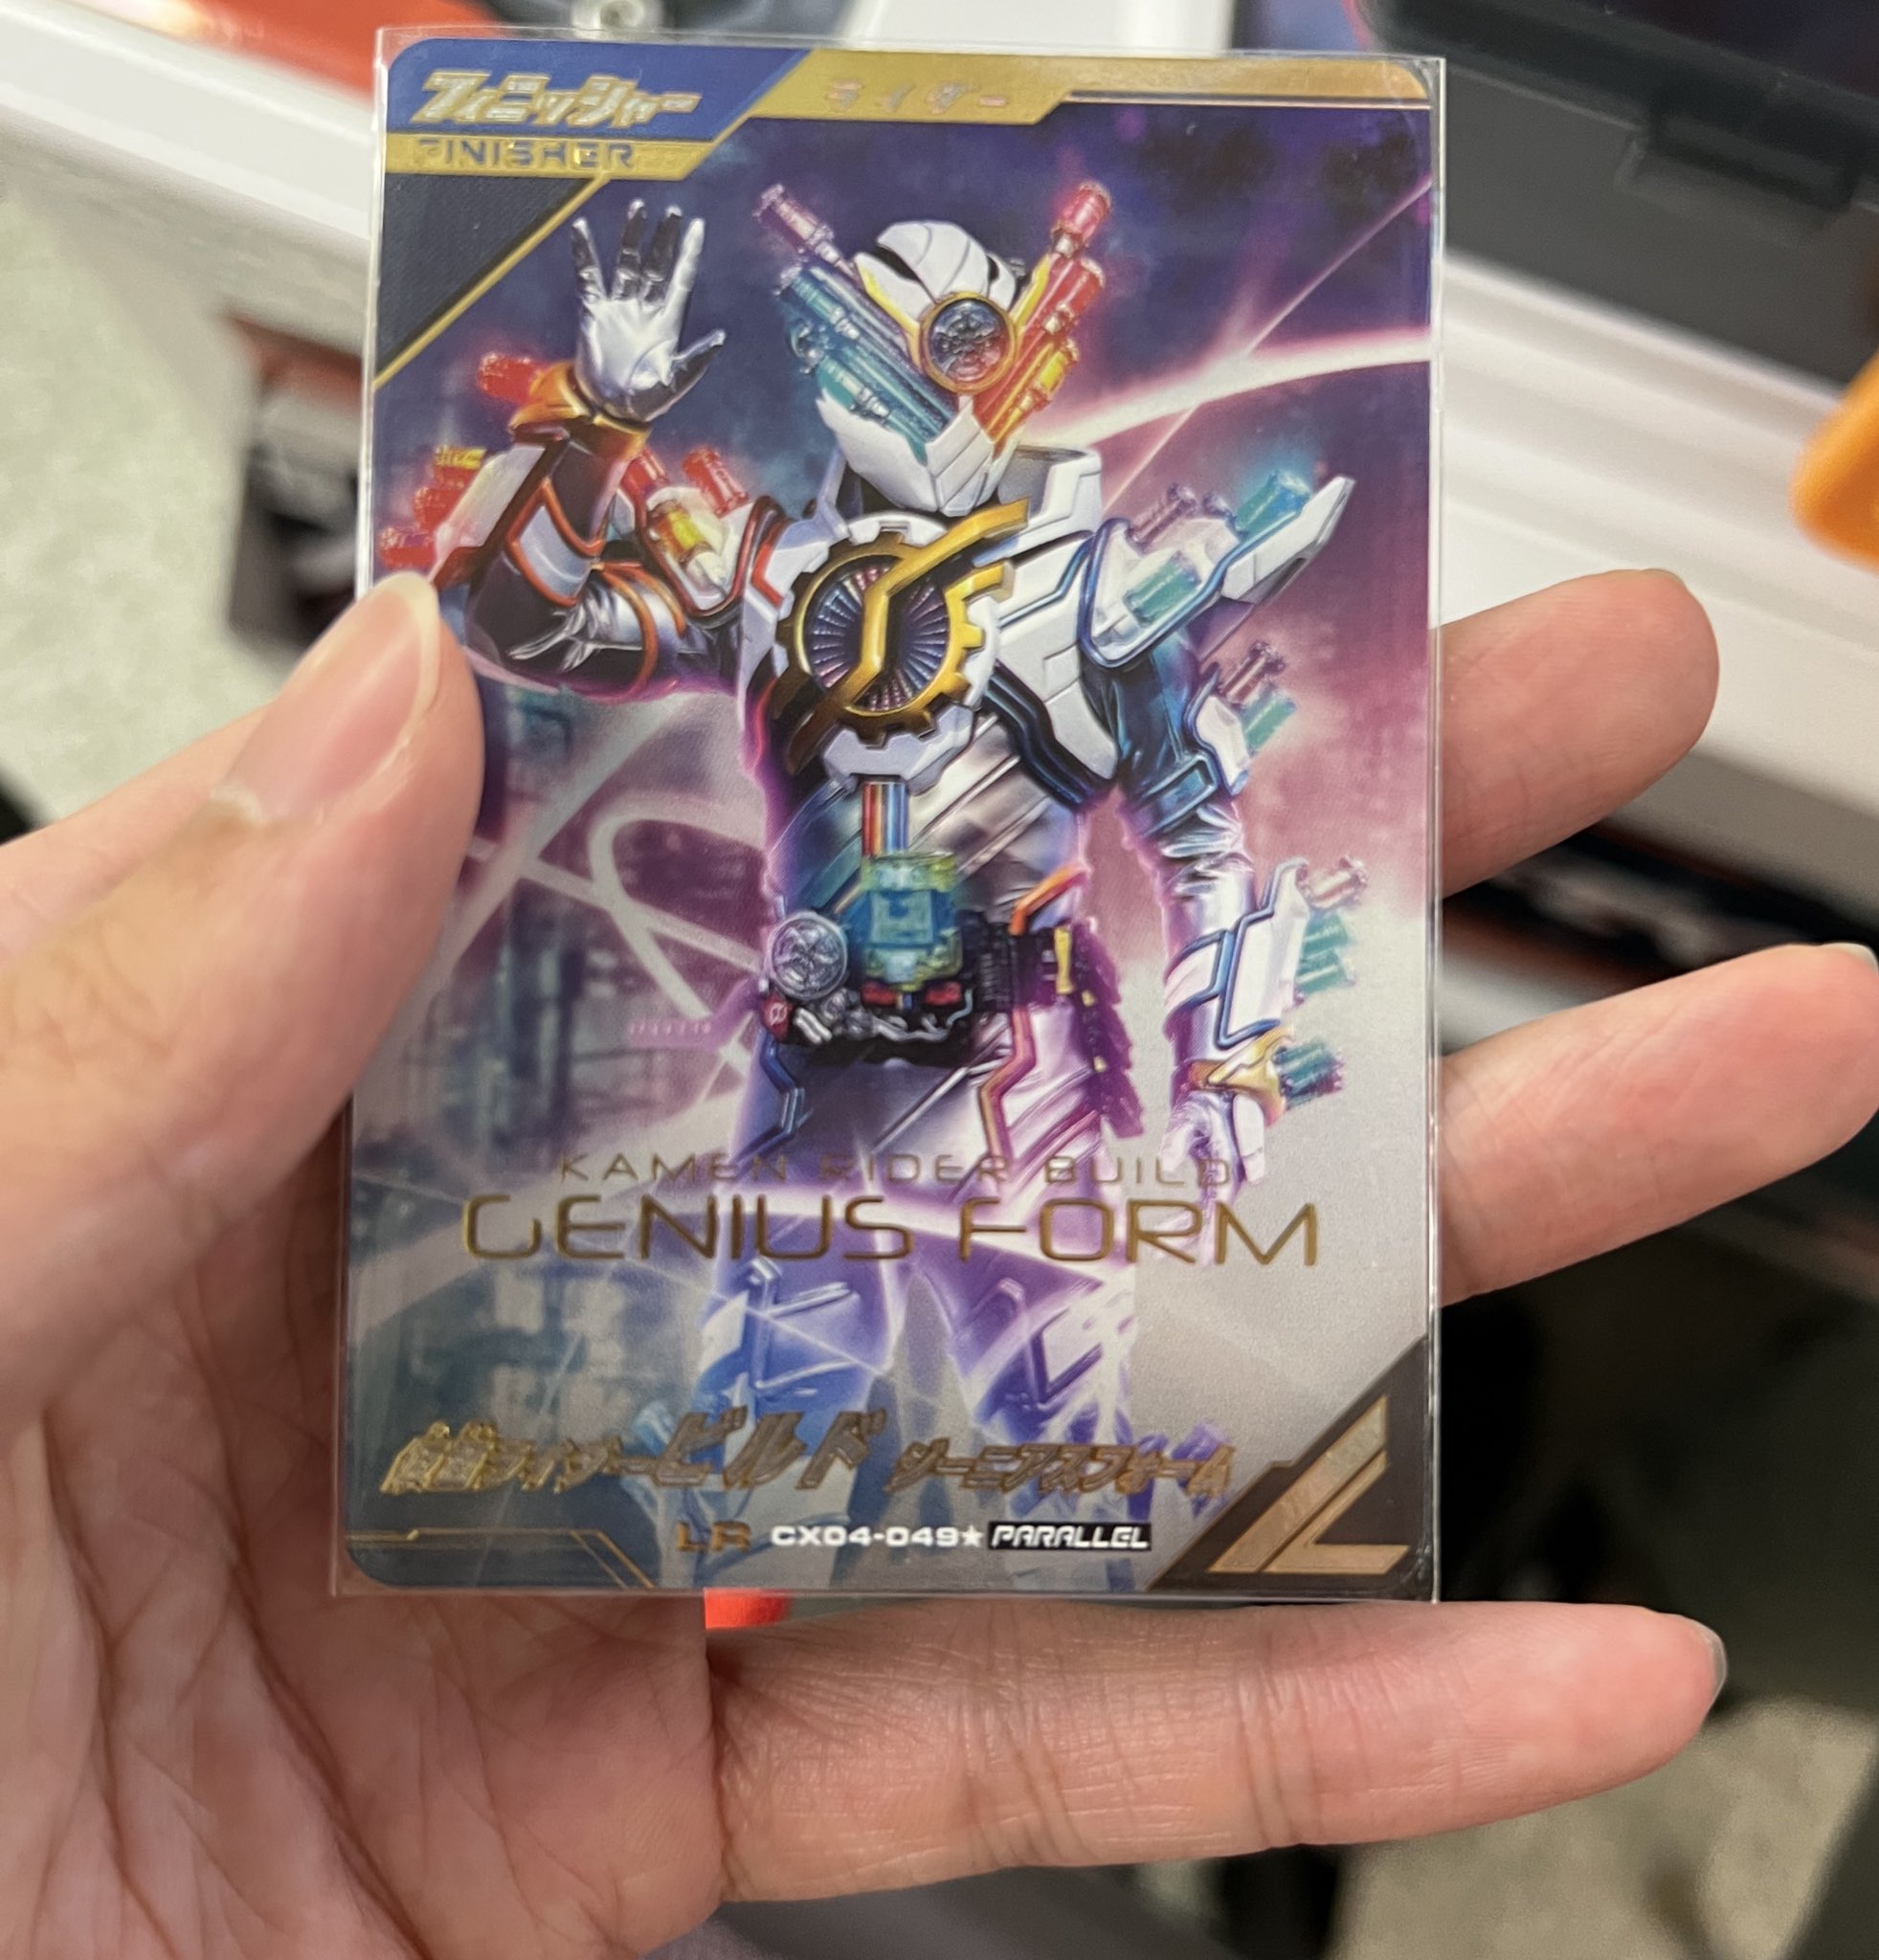 フィニッシャー
FINISHER
ライダー
KAMEN RIDER BUILD
GENIUS FORM
仮面ライダービルド ジーニアスフォーム
LR CX04-049★ PARALLEL